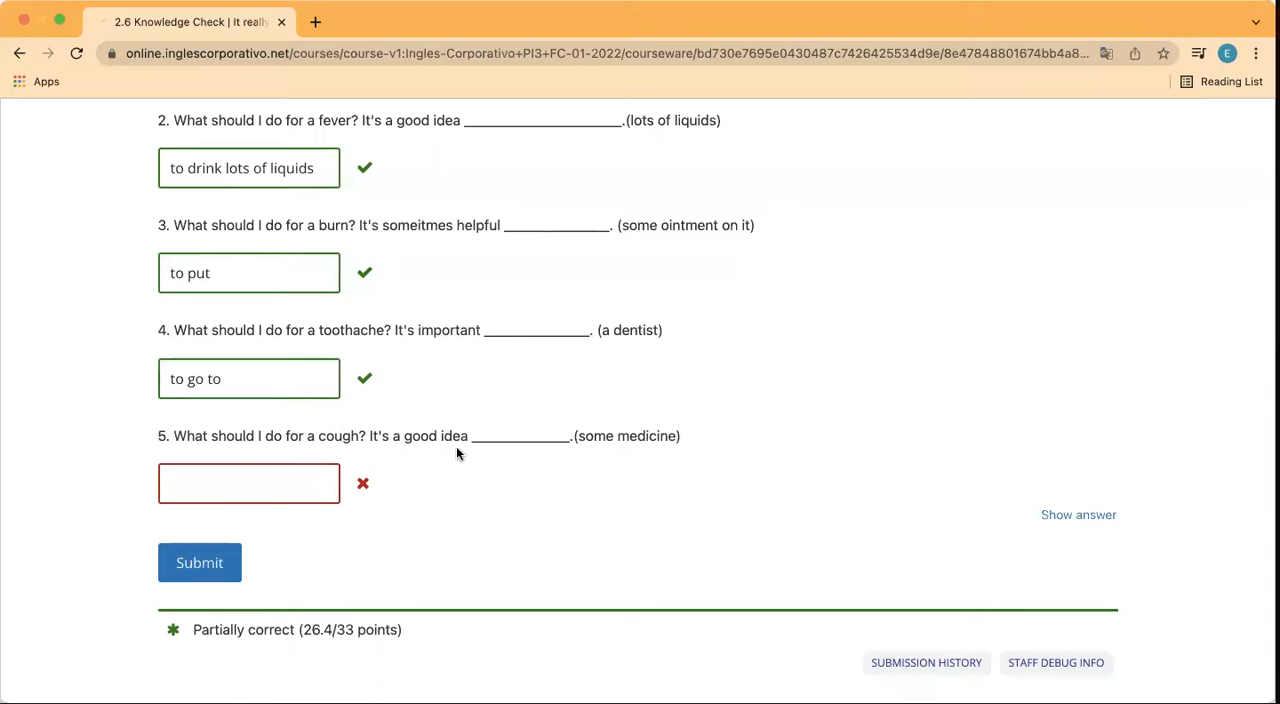 2.6 Knowledge Check | It really
online.inglescorporativo.net/courses/course-v1:Ingles-Corporativo+PI3+FC-01-2022/courseware/bd730e7695e0430487c7426425534d9e/8e47848801674bb4a8...
E
Apps
Reading List
2. What should I do for a fever? It's a good idea ____________________.(lots of liquids)
to drink lots of liquids
3. What should I do for a burn? It's someitmes helpful _____________. (some ointment on it)
to put
4. What should I do for a toothache? It's important _____________. (a dentist)
to go to
5. What should I do for a cough? It's a good idea ____________.(some medicine)
Show answer
Submit
Partially correct (26.4/33 points)
SUBMISSION HISTORY
STAFF DEBUG INFO